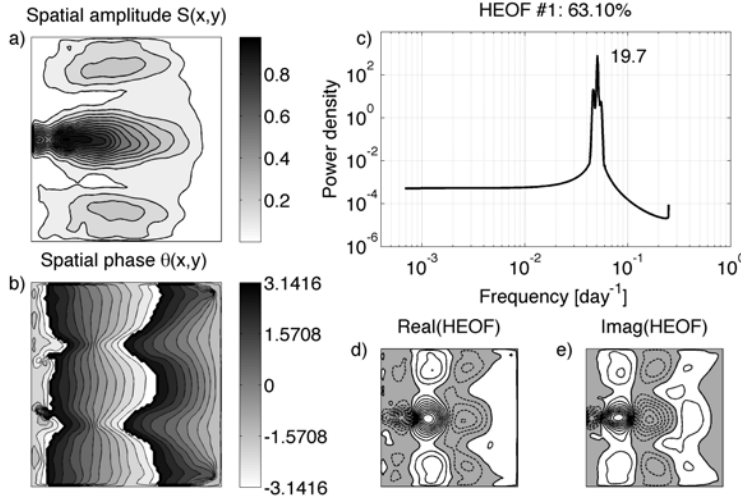 Spatial amplitude S(x,y)
a)
0.8
0.6
0.4
0.2
HEOF #1: 63.10%
c)
19.7
10^2
10^0
10^-2
10^-4
10^-6
Power density
10^-3
10^-2
10^-1
10^0
Frequency [day^-1]
Spatial phase θ(x,y)
b)
3.1416
1.5708
0
-1.5708
-3.1416
Real(HEOF)
d)
Imag(HEOF)
e)